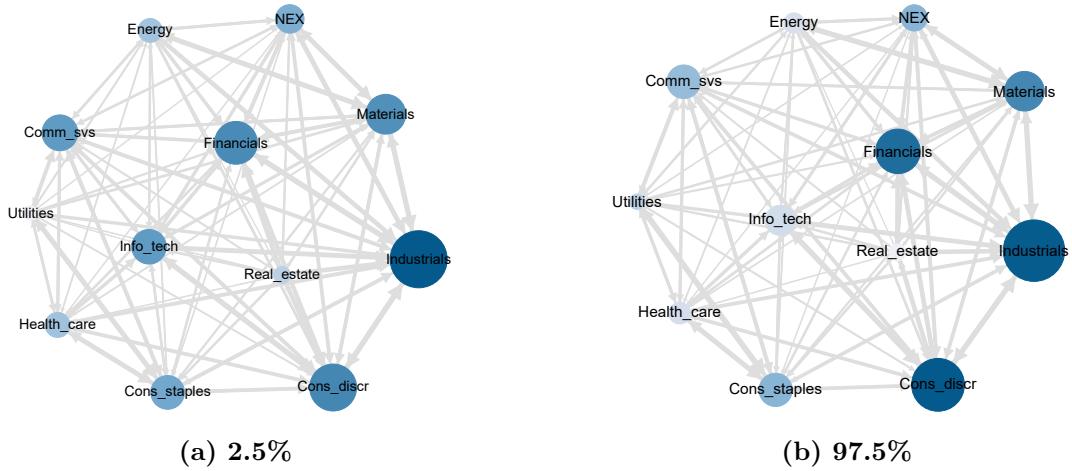 Energy
NEX
Comm_svs
Materials
Financials
Utilities
Info_tech
Industrials
Real_estate
Health_care
Cons_staples
Cons_discr
(a) 2.5%
Energy
NEX
Comm_svs
Materials
Financials
Utilities
Info_tech
Real_estate
Industrials
Health_care
Cons_staples
Cons_discr
(b) 97.5%